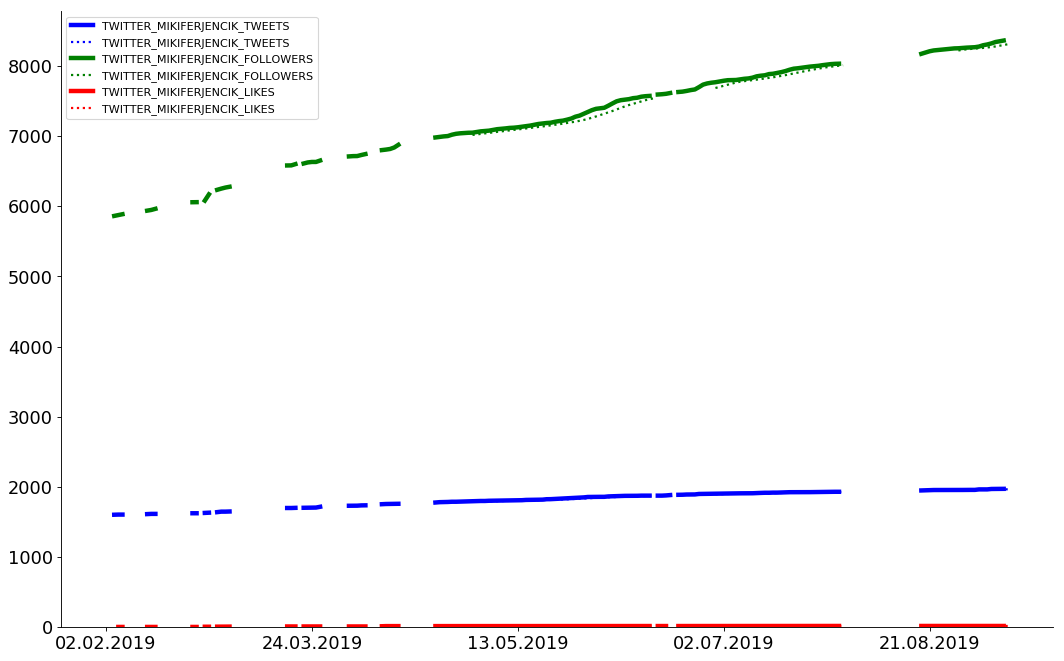 TWITTER_MIKIFERJENCIK_TWEETS
TWITTER_MIKIFERJENCIK_TWEETS
TWITTER_MIKIFERJENCIK_FOLLOWERS
TWITTER_MIKIFERJENCIK_FOLLOWERS
TWITTER_MIKIFERJENCIK_LIKES
TWITTER_MIKIFERJENCIK_LIKES
8000
7000
6000
5000
4000
3000
2000
1000
0
02.02.2019 24.03.2019 13.05.2019 02.07.2019 21.08.2019